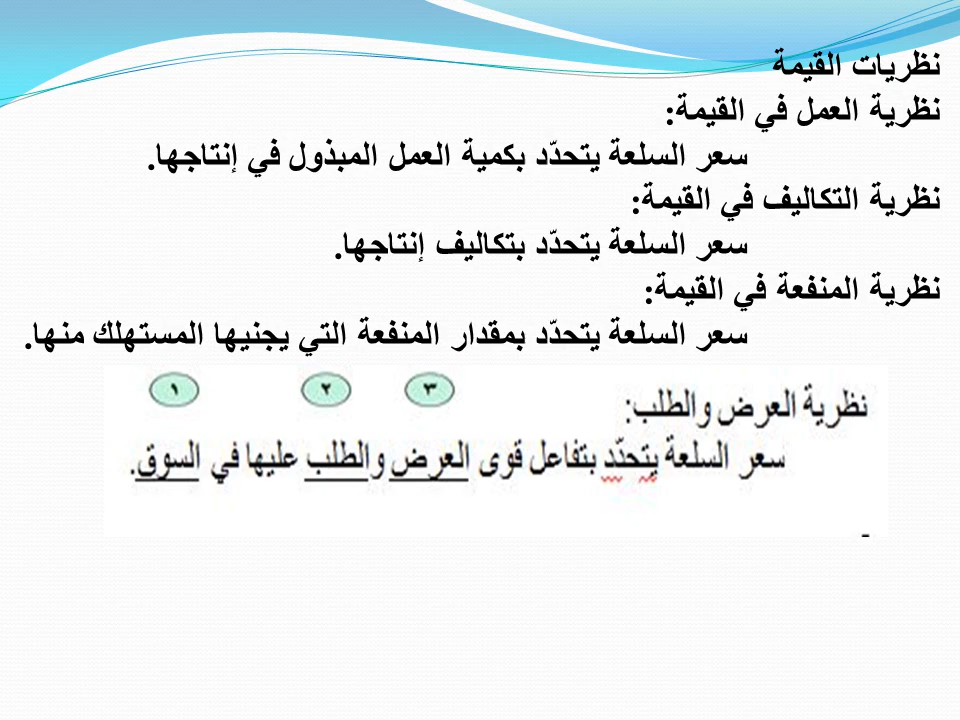 نظريات القيمة
نظرية العمل في القيمة:
سعر السلعة يتحدّد بكمية العمل المبذول في إنتاجها.
نظرية التكاليف في القيمة:
سعر السلعة يتحدّد بتكاليف إنتاجها.
نظرية المنفعة في القيمة:
سعر السلعة يتحدّد بمقدار المنفعة التي يجنيها المستهلك منها.
٣ ٢ ١
نظرية العرض والطلب:
سعر السلعة يتحدّد بتفاعل قوى العرض والطلب عليها في السوق.
-